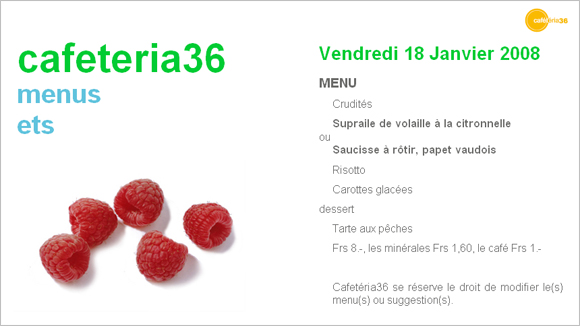 cafeteria36
cafeteria36
menus
ets
Vendredi 18 Janvier 2008
MENU
Crudités
Supraile de volaille à la citronnelle
ou
Saucisse à rôtir, papet vaudois
Risotto
Carottes glacées
dessert
Tarte aux pêches
Frs 8.-, les minérales Frs 1,60, le café Frs 1.-
Cafetéria36 se réserve le droit de modifier le(s)
menu(s) ou suggestion(s).